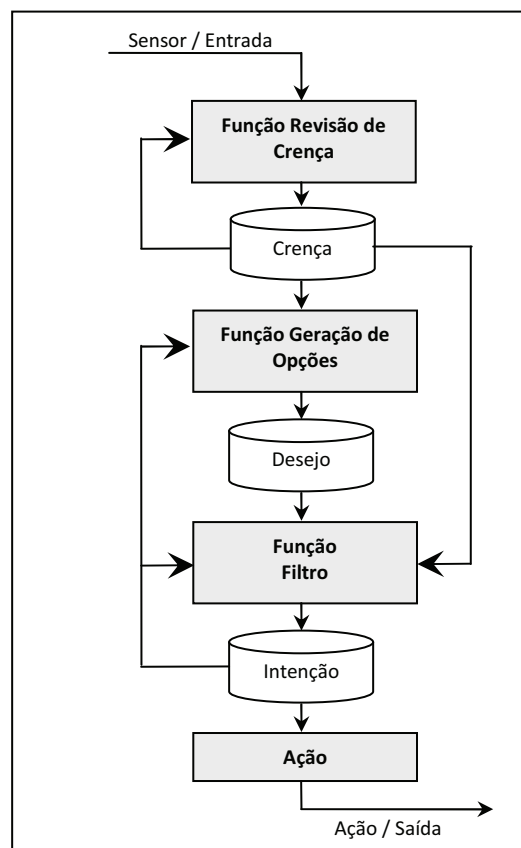 Sensor / Entrada
Função Revisão de
Crença
Crença
Função Geração de
Opções
Desejo
Função
Filtro
Intenção
Ação
Ação / Saída